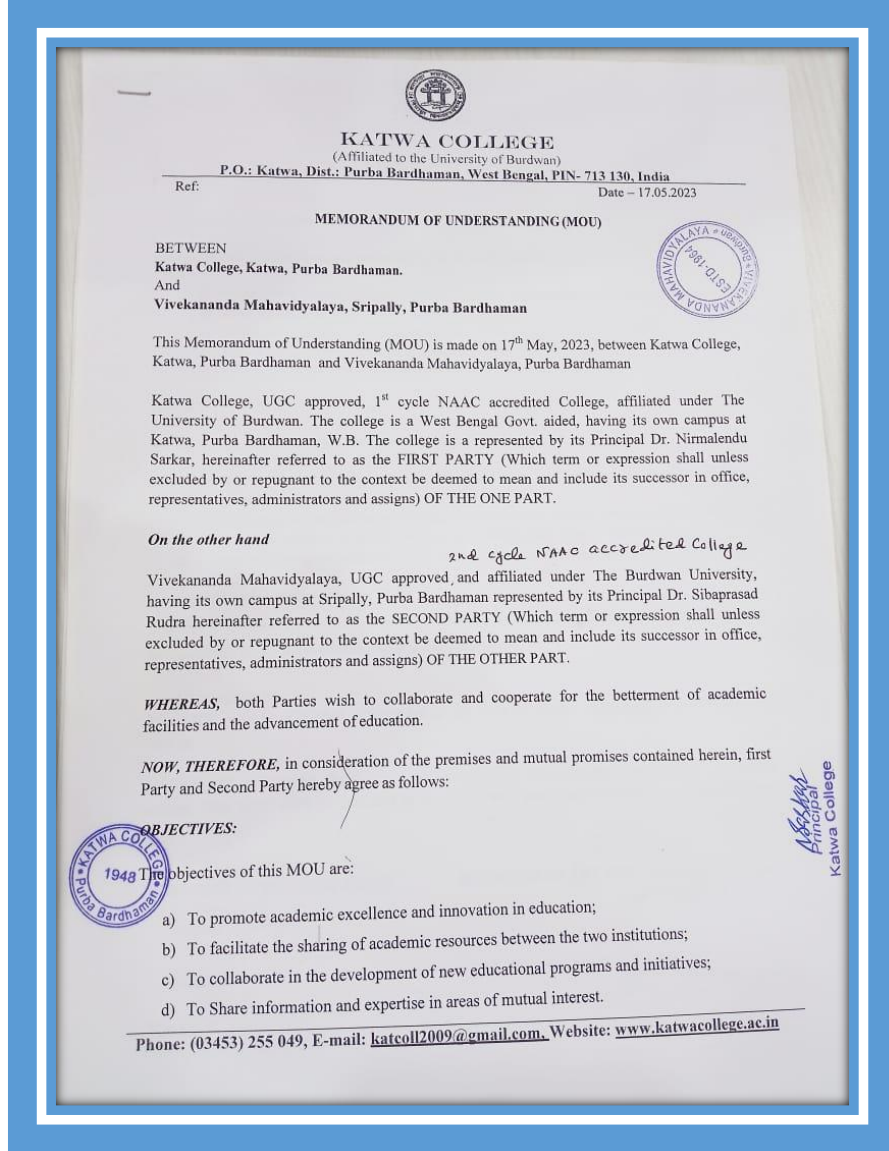 KATWA COLLEGE
(Affiliated to the University of Burdwan)
P.O.: Katwa, Dist.: Purba Bardhaman, West Bengal, PIN- 713 130, India
Ref:
Date – 17.05.2023
MEMORANDUM OF UNDERSTANDING (MOU)
BETWEEN
Katwa College, Katwa, Purba Bardhaman.
And
Vivekananda Mahavidyalaya, Sripally, Purba Bardhaman
VIVEKANANDA MAHAVIDYALAYA
ESTD-1964
This Memorandum of Understanding (MOU) is made on 17th May, 2023, between Katwa College,
Katwa, Purba Bardhaman and Vivekananda Mahavidyalaya, Purba Bardhaman
Katwa College, UGC approved, 1st cycle NAAC accredited College, affiliated under The
University of Burdwan. The college is a West Bengal Govt. aided, having its own campus at
Katwa, Purba Bardhaman, W.B. The college is a represented by its Principal Dr. Nirmalendu
Sarkar, hereinafter referred to as the FIRST PARTY (Which term or expression shall unless
excluded by or repugnant to the context be deemed to mean and include its successor in office,
representatives, administrators and assigns) OF THE ONE PART.
On the other hand
2nd cycle NAAC accredited College
Vivekananda Mahavidyalaya, UGC approved, and affiliated under The Burdwan University,
having its own campus at Sripally, Purba Bardhaman represented by its Principal Dr. Sibaprasad
Rudra hereinafter referred to as the SECOND PARTY (Which term or expression shall unless
excluded by or repugnant to the context be deemed to mean and include its successor in office,
representatives, administrators and assigns) OF THE OTHER PART.
WHEREAS, both Parties wish to collaborate and cooperate for the betterment of academic
facilities and the advancement of education.
NOW, THEREFORE, in consideration of the premises and mutual promises contained herein, first
Party and Second Party hereby agree as follows:
Principal
Katwa College
OBJECTIVES:
KATWA COLLEGE
1948
Purba Bardhaman
The objectives of this MOU are:
a) To promote academic excellence and innovation in education;
b) To facilitate the sharing of academic resources between the two institutions;
c) To collaborate in the development of new educational programs and initiatives;
d) To Share information and expertise in areas of mutual interest.
Phone: (03453) 255 049, E-mail: katcoll2009@gmail.com, Website: www.katwacollege.ac.in